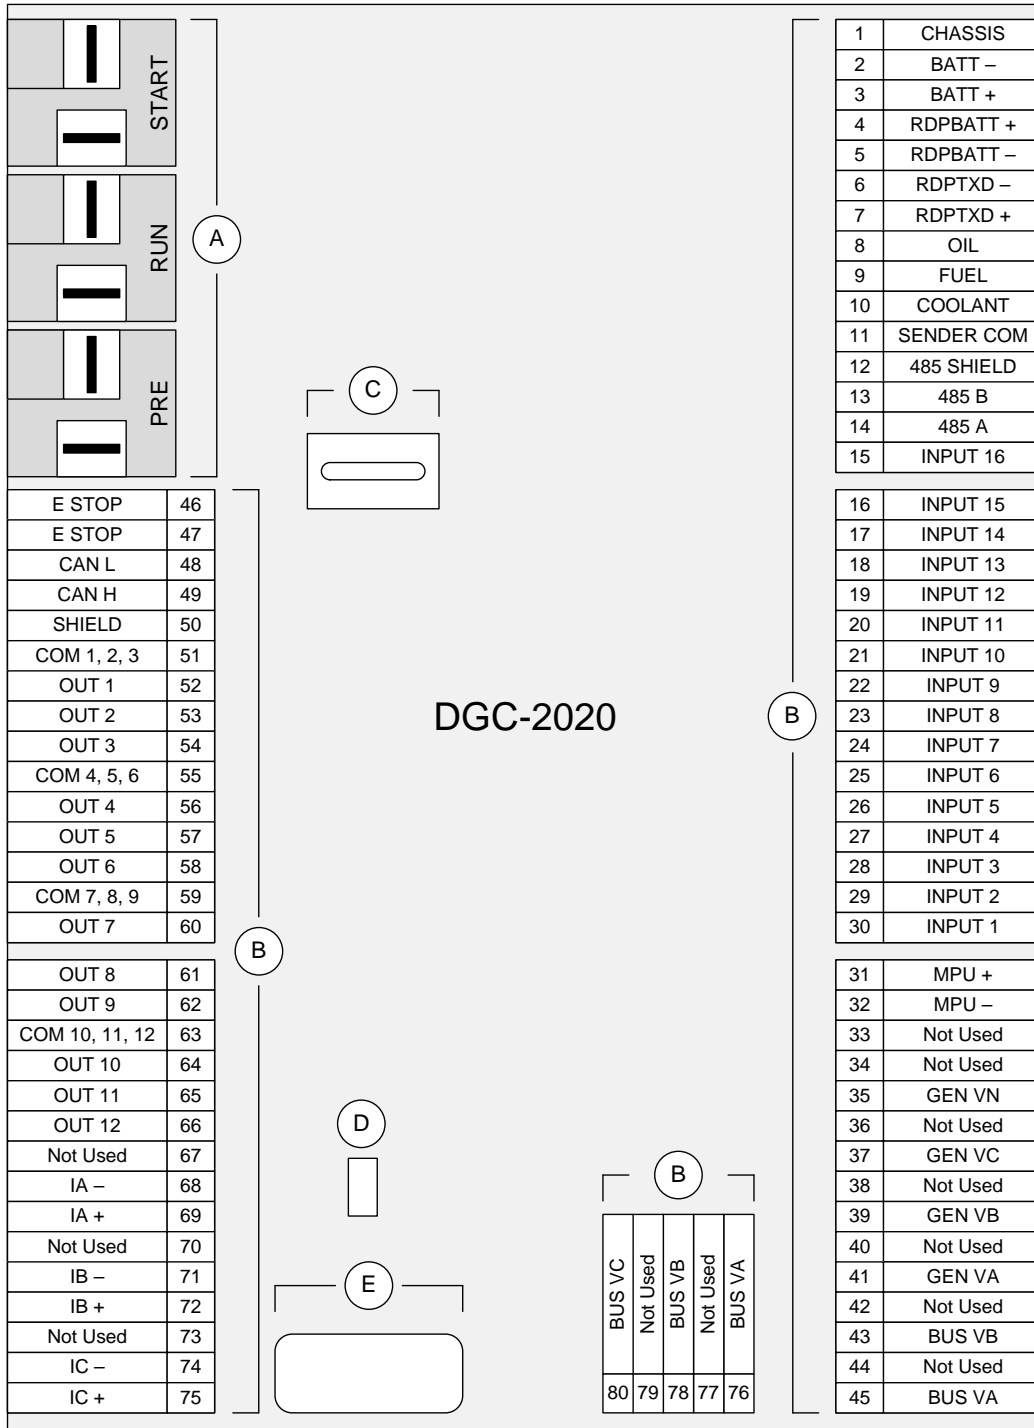 START
RUN
PRE
A
C
E STOP 46
E STOP 47
CAN L 48
CAN H 49
SHIELD 50
COM 1, 2, 3 51
OUT 1 52
OUT 2 53
OUT 3 54
COM 4, 5, 6 55
OUT 4 56
OUT 5 57
OUT 6 58
COM 7, 8, 9 59
OUT 7 60
OUT 8 61
OUT 9 62
COM 10, 11, 12 63
OUT 10 64
OUT 11 65
OUT 12 66
Not Used 67
IA – 68
IA + 69
Not Used 70
IB – 71
IB + 72
Not Used 73
IC – 74
IC + 75
B
DGC-2020
D
E
B
BUS VC 80
Not Used 79
BUS VB 78
Not Used 77
BUS VA 76
B
1 CHASSIS
2 BATT –
3 BATT +
4 RDPBATT +
5 RDPBATT –
6 RDPTXD –
7 RDPTXD +
8 OIL
9 FUEL
10 COOLANT
11 SENDER COM
12 485 SHIELD
13 485 B
14 485 A
15 INPUT 16
16 INPUT 15
17 INPUT 14
18 INPUT 13
19 INPUT 12
20 INPUT 11
21 INPUT 10
22 INPUT 9
23 INPUT 8
24 INPUT 7
25 INPUT 6
26 INPUT 5
27 INPUT 4
28 INPUT 3
29 INPUT 2
30 INPUT 1
31 MPU +
32 MPU –
33 Not Used
34 Not Used
35 GEN VN
36 Not Used
37 GEN VC
38 Not Used
39 GEN VB
40 Not Used
41 GEN VA
42 Not Used
43 BUS VB
44 Not Used
45 BUS VA